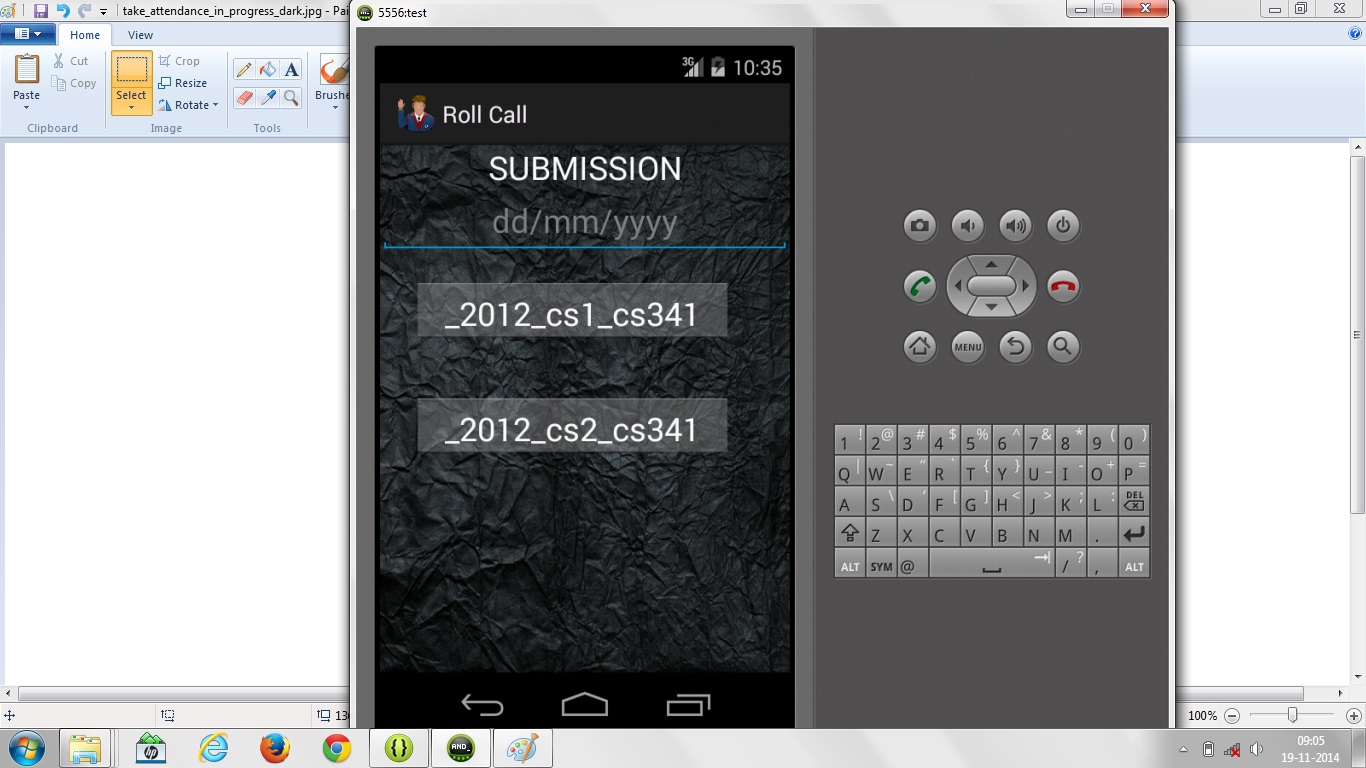 take_attendance_in_progress_dark.jpg - Pai
5556:test
Home
View
Paste
Cut
Copy
Clipboard
Select
Crop
Resize
Rotate
Image
A
Tools
Brushe
3G 10:35
Roll Call
SUBMISSION
dd/mm/yyyy
_2012_cs1_cs341
_2012_cs2_cs341
MENU
1 ! 2 @ 3 # 4 $ 5 % 6 ^ 7 & 8 * 9 ( 0 )
Q | W ~ E " R ` T { Y } U _ I - O + P =
A S \ D ' F [ G ] H < J > K ; L : DEL
Z X C V B N M .
ALT SYM @ / ? , ALT
100%
{} AND_
hp
09:05
19-11-2014